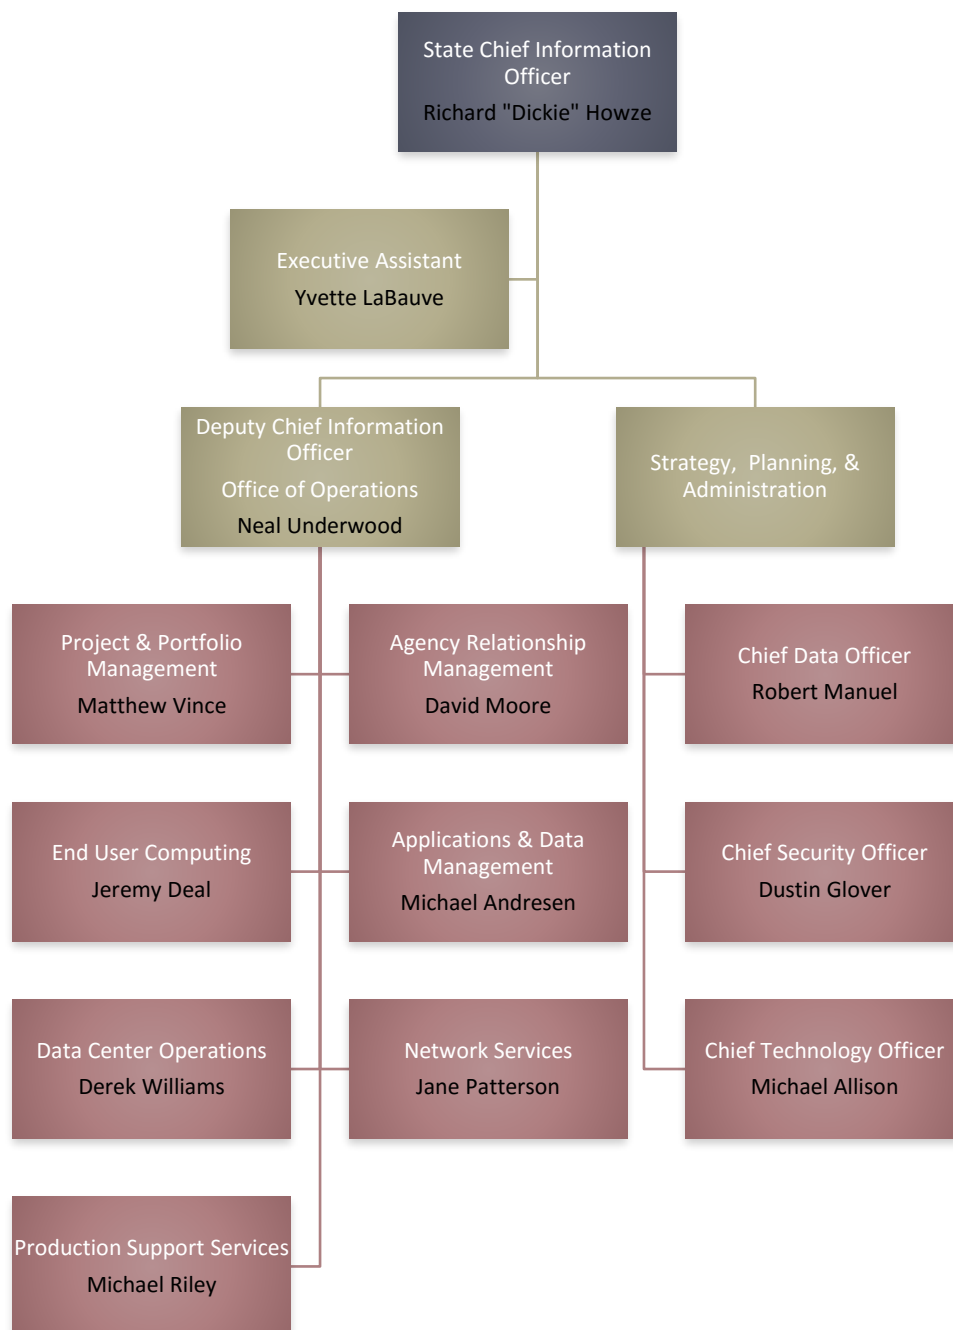 State Chief Information
Officer
Richard "Dickie" Howze
Executive Assistant
Yvette LaBauve
Deputy Chief Information
Officer
Office of Operations
Neal Underwood
Strategy, Planning, &
Administration
Project & Portfolio
Management
Matthew Vince
Agency Relationship
Management
David Moore
Chief Data Officer
Robert Manuel
End User Computing
Jeremy Deal
Applications & Data
Management
Michael Andresen
Chief Security Officer
Dustin Glover
Data Center Operations
Derek Williams
Network Services
Jane Patterson
Chief Technology Officer
Michael Allison
Production Support Services
Michael Riley